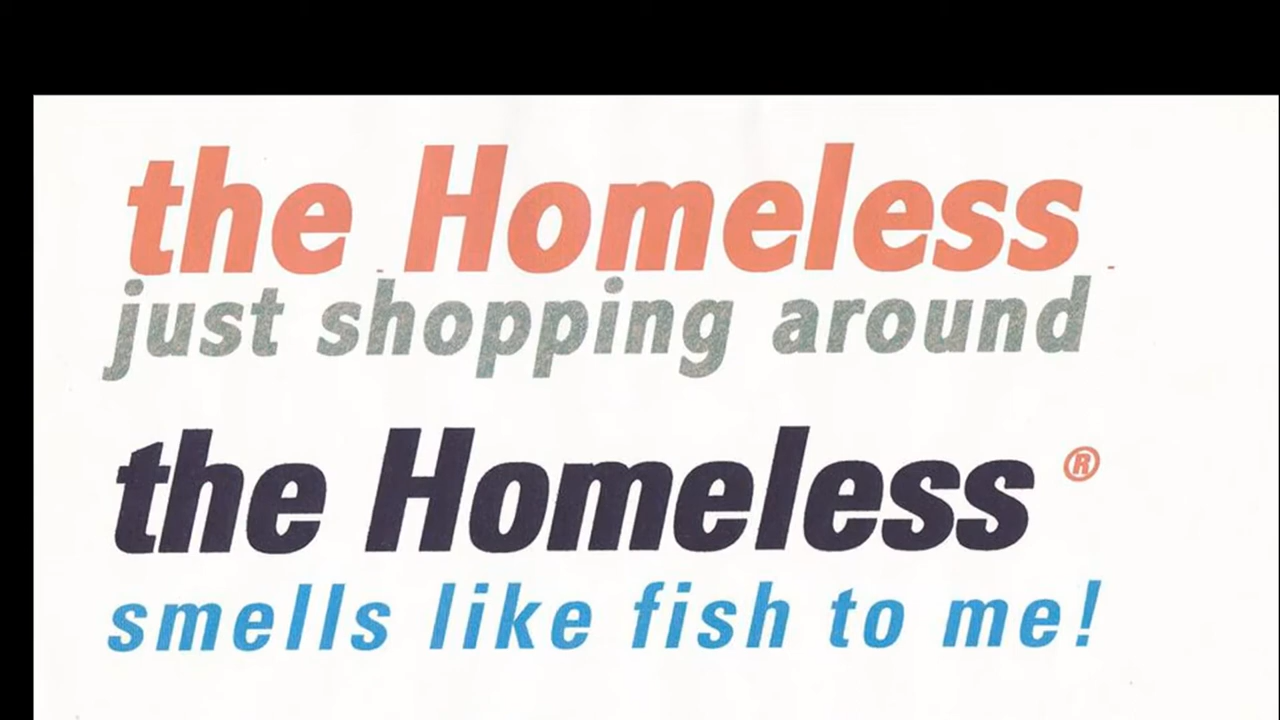 the Homeless
just shopping around
the Homeless ®
smells like fish to me!